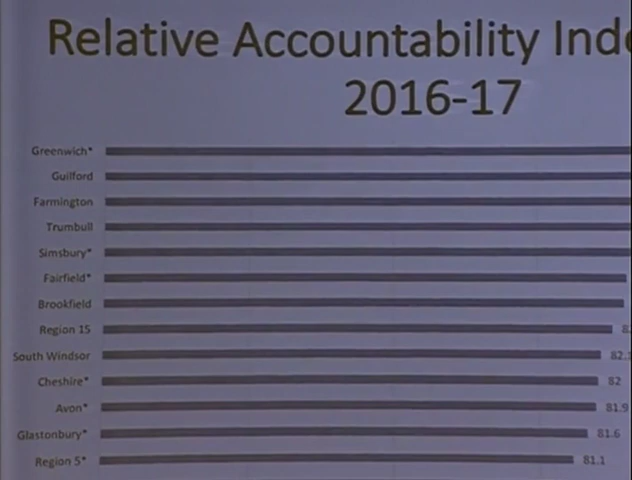 Relative Accountability
2016-17
Greenwich*
Guilford
Farmington
Trumbull
Simsbury*
Fairfield*
Brookfield
Region 15
South Windsor
Cheshire* 82
Avon* 81.9
Glastonbury* 81.6
Region 5* 81.1